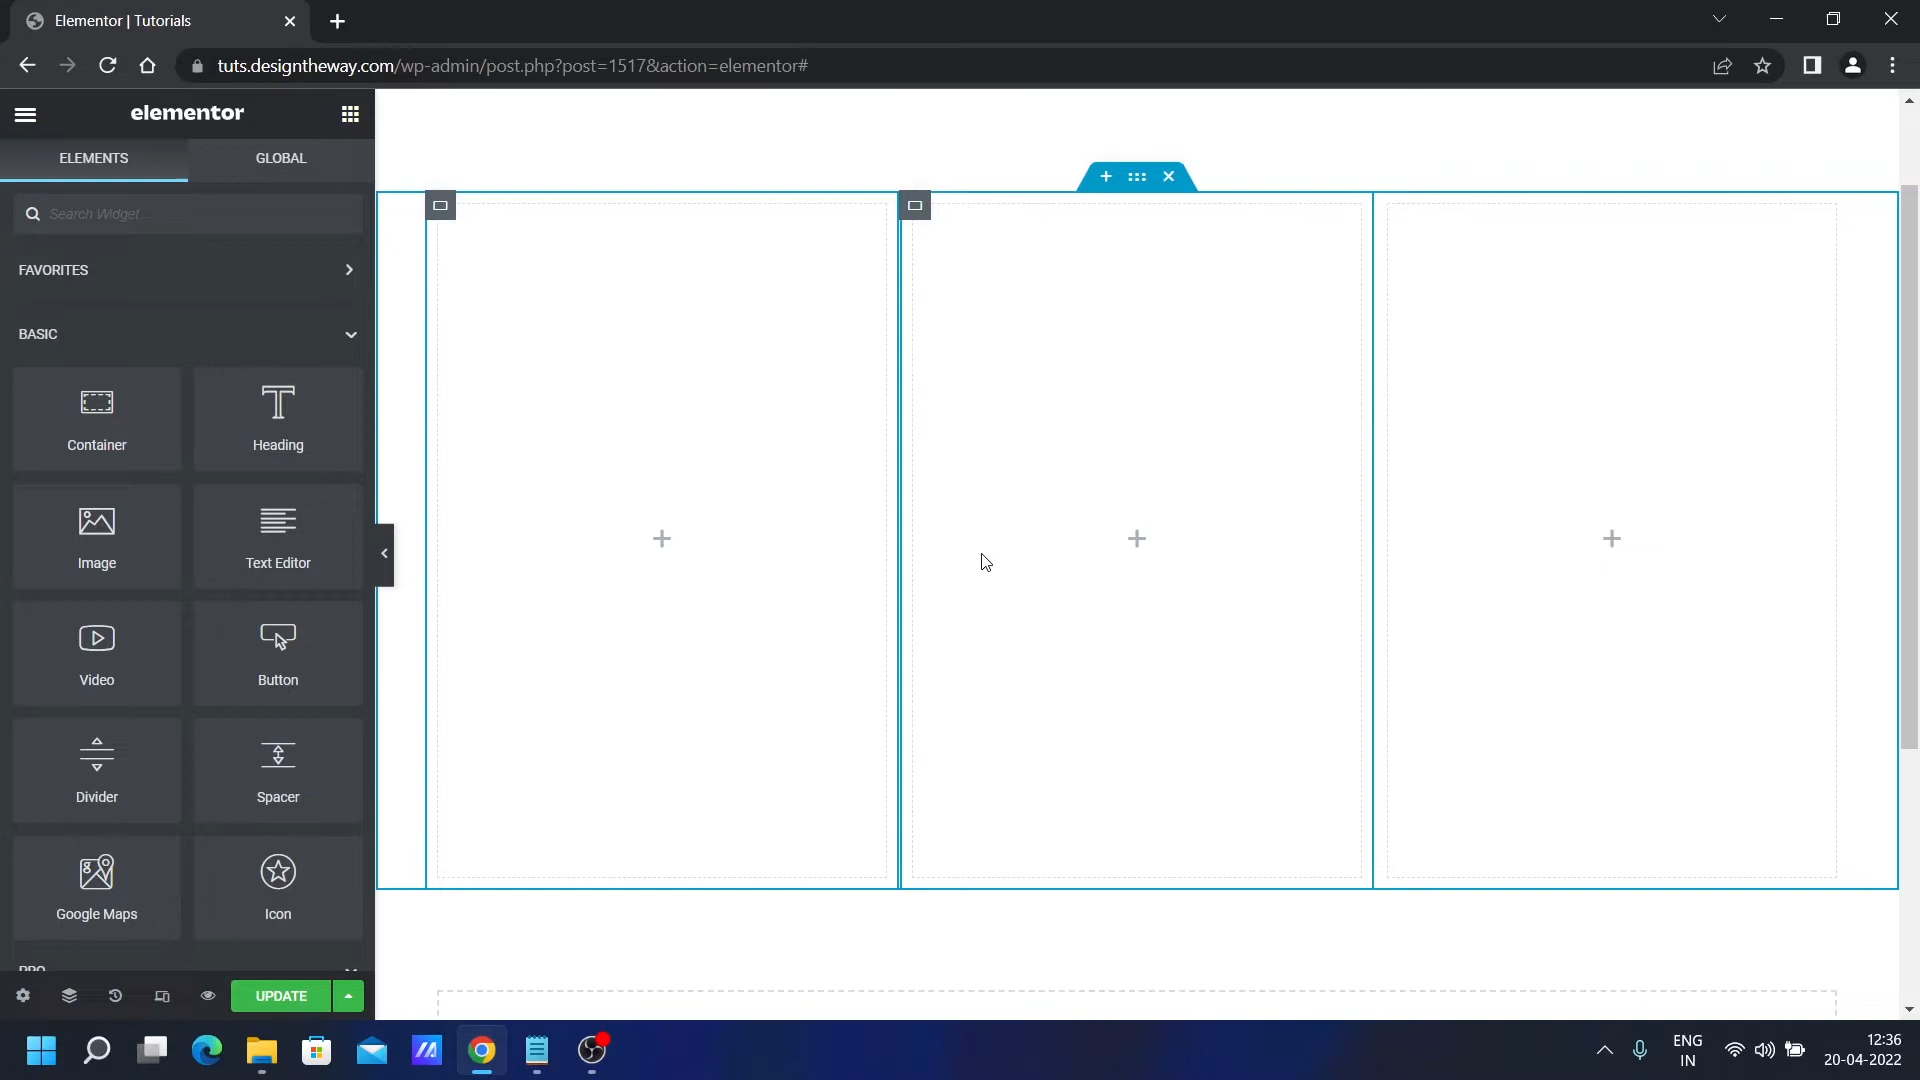 Elementor | Tutorials
tuts.designtheway.com/wp-admin/post.php?post=1517&action=elementor#
elementor
ELEMENTS GLOBAL
Search Widget...
FAVORITES
BASIC
Container Heading
Image Text Editor
Video Button
Divider Spacer
Google Maps Icon
PRO
UPDATE
ENG
IN
12:36
20-04-2022